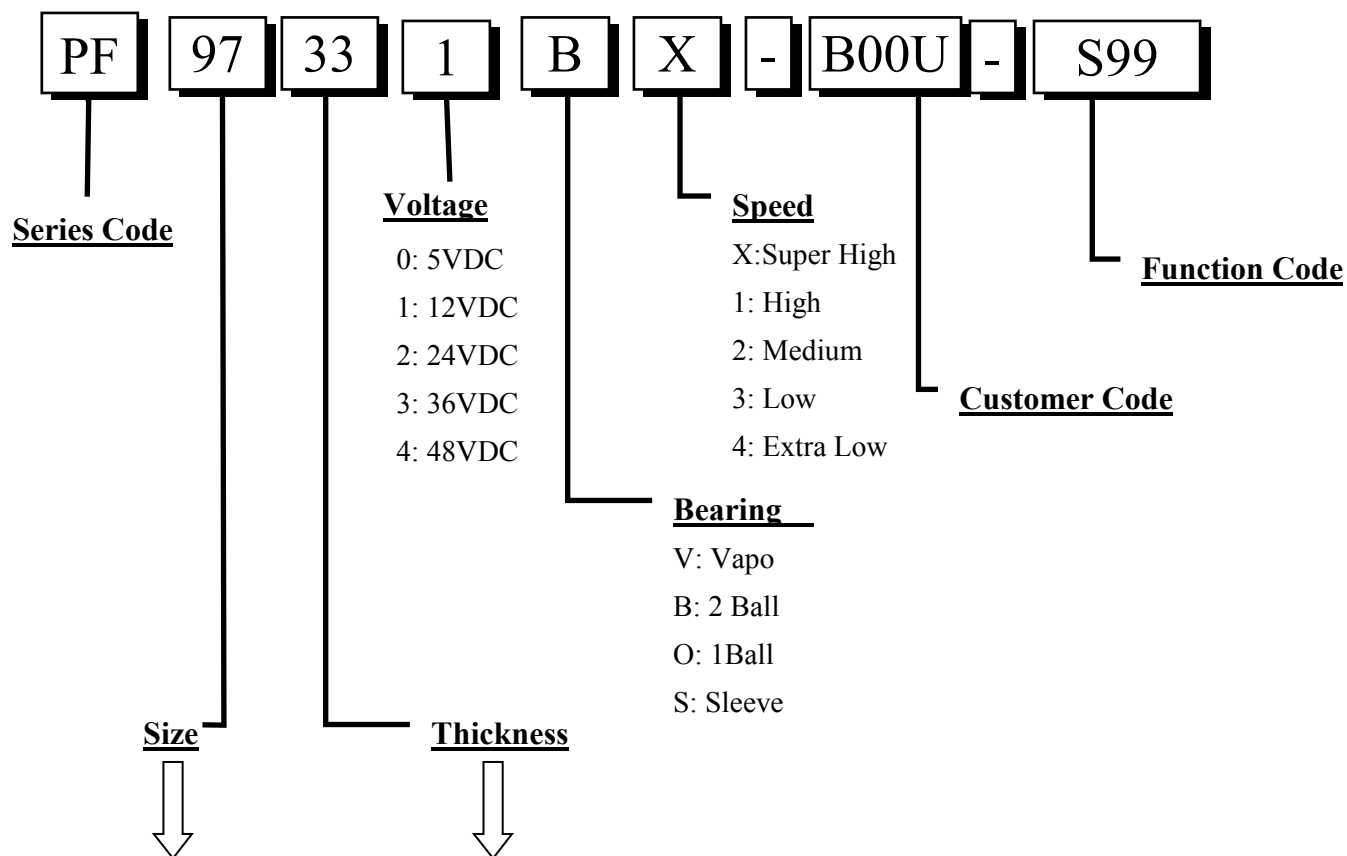 PF 97 33 1 B X - B00U - S99
Series Code
Voltage
0: 5VDC
1: 12VDC
2: 24VDC
3: 36VDC
4: 48VDC
Speed
X:Super High
1: High
2: Medium
3: Low
4: Extra Low
Function Code
Customer Code
Bearing
V: Vapo
B: 2 Ball
O: 1Ball
S: Sleeve
Size
Thickness